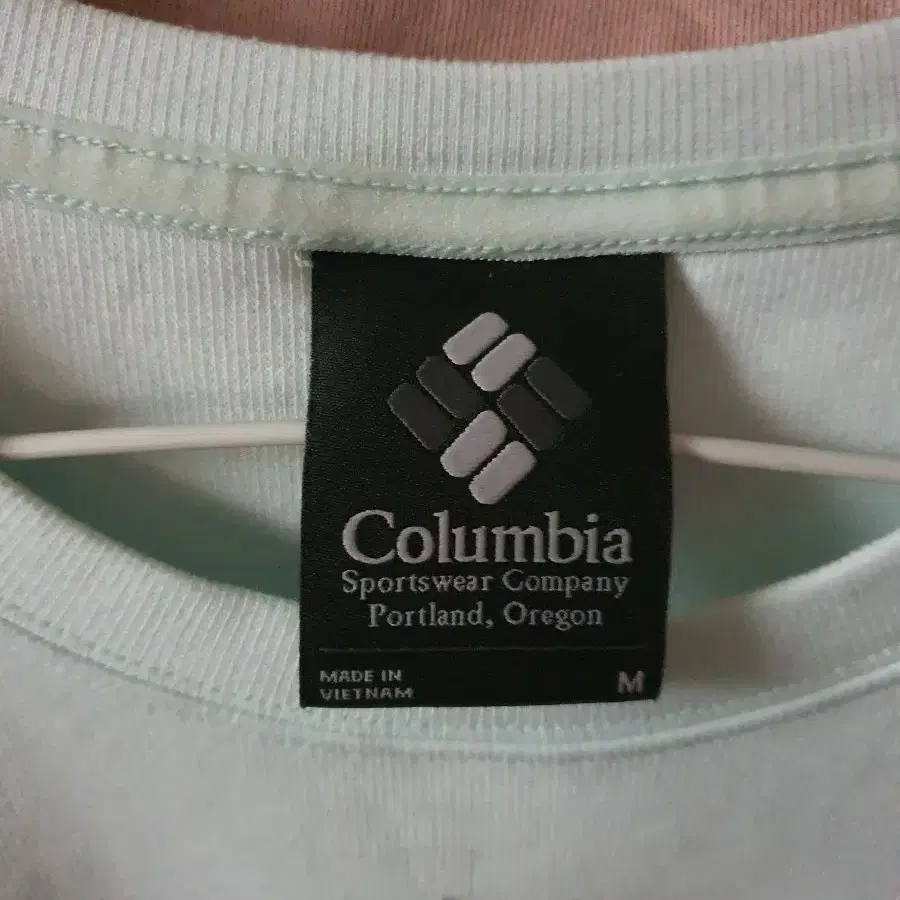 Columbia
Sportswear Company
Portland, Oregon
MADE IN
VIETNAM
M